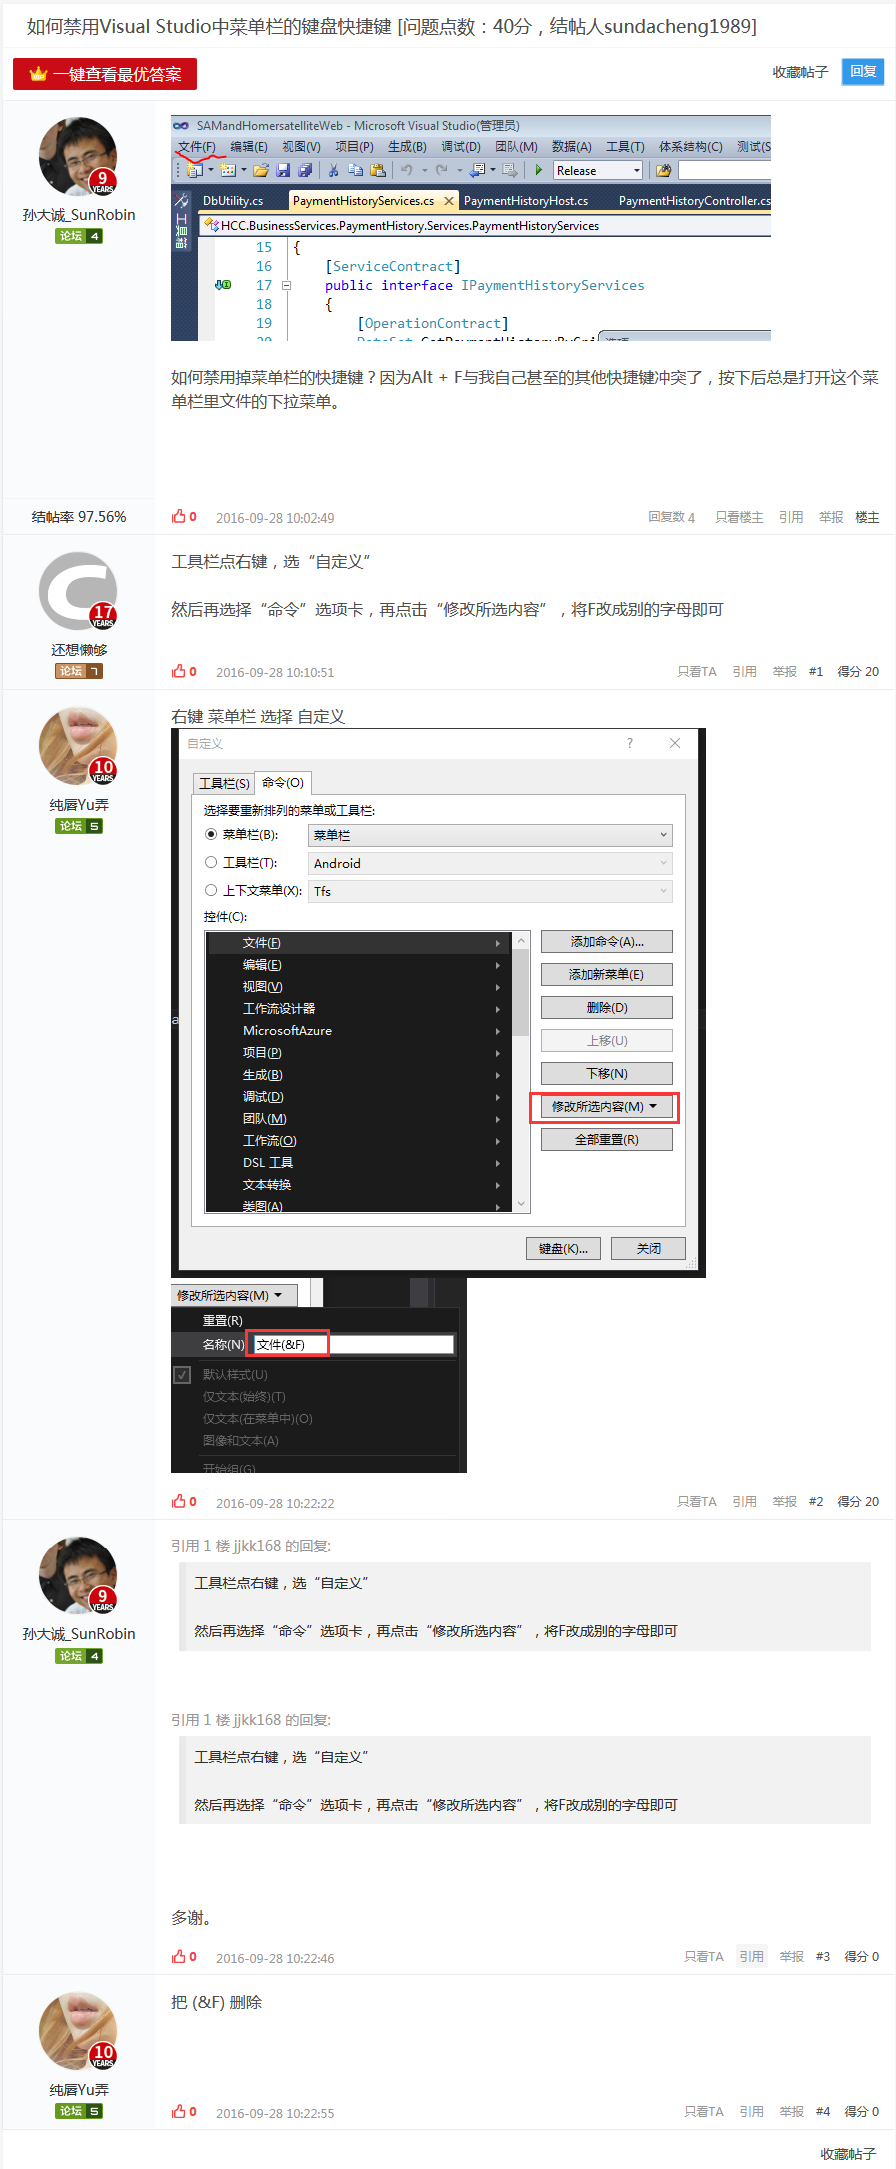 如何禁用Visual Studio中菜单栏的键盘快捷键 [问题点数：40分，结帖人sundacheng1989]
一键查看最优答案
收藏帖子
回复
9
YEARS
孙大诚_SunRobin
论坛 4
SAMandHomersatelliteWeb - Microsoft Visual Studio(管理员)
文件(F) 编辑(E) 视图(V) 项目(P) 生成(B) 调试(D) 团队(M) 数据(A) 工具(T) 体系结构(C) 测试(S
Release
工具箱
DbUtility.cs PaymentHistoryServices.cs PaymentHistoryHost.cs PaymentHistoryController.cs
HCC.BusinessServices.PaymentHistory.Services.PaymentHistoryServices
15 {
16 [ServiceContract]
17 public interface IPaymentHistoryServices
18 {
19 [OperationContract]
如何禁用掉菜单栏的快捷键？因为Alt + F与我自己甚至的其他快捷键冲突了，按下后总是打开这个菜
单栏里文件的下拉菜单。
结帖率 97.56%
0 2016-09-28 10:02:49
回复数 4 只看楼主 引用 举报 楼主
17
YEARS
还想懒够
论坛 7
工具栏点右键，选“自定义”
然后再选择“命令”选项卡，再点击“修改所选内容”，将F改成别的字母即可
0 2016-09-28 10:10:51
只看TA 引用 举报 #1 得分 20
10
YEARS
纯唇Yu弄
论坛 5
右键 菜单栏 选择 自定义
自定义 ?
工具栏(S) 命令(O)
选择要重新排列的菜单或工具栏:
菜单栏(B): 菜单栏
工具栏(T): Android
上下文菜单(X): Tfs
控件(C):
文件(F)
编辑(E)
视图(V)
工作流设计器
MicrosoftAzure
项目(P)
生成(B)
调试(D)
团队(M)
工作流(O)
DSL 工具
文本转换
类图(A)
添加命令(A)...
添加新菜单(E)
删除(D)
上移(U)
下移(N)
修改所选内容(M)
全部重置(R)
键盘(K)... 关闭
修改所选内容(M)
重置(R)
名称(N) 文件(&F)
默认样式(U)
仅文本(始终)(T)
仅文本(在菜单中)(O)
图像和文本(A)
开始组(G)
0 2016-09-28 10:22:22
只看TA 引用 举报 #2 得分 20
9
YEARS
孙大诚_SunRobin
论坛 4
引用 1 楼 jjkk168 的回复:
工具栏点右键，选“自定义”
然后再选择“命令”选项卡，再点击“修改所选内容”，将F改成别的字母即可
引用 1 楼 jjkk168 的回复:
工具栏点右键，选“自定义”
然后再选择“命令”选项卡，再点击“修改所选内容”，将F改成别的字母即可
多谢。
0 2016-09-28 10:22:46
只看TA 引用 举报 #3 得分 0
10
YEARS
纯唇Yu弄
论坛 5
把 (&F) 删除
0 2016-09-28 10:22:55
只看TA 引用 举报 #4 得分 0
收藏帖子